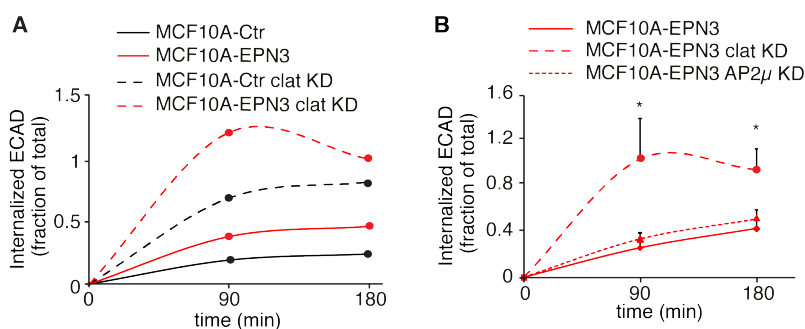 A
MCF10A-Ctr
MCF10A-EPN3
MCF10A-Ctr clat KD
MCF10A-EPN3 clat KD
Internalized ECAD
(fraction of total)
1.5
1
0.5
0
0
90
180
time (min)
B
MCF10A-EPN3
MCF10A-EPN3 clat KD
MCF10A-EPN3 AP2µ KD
Internalized ECAD
(fraction of total)
1.6
1.2
0.8
0.4
0
*
*
0
90
180
time (min)